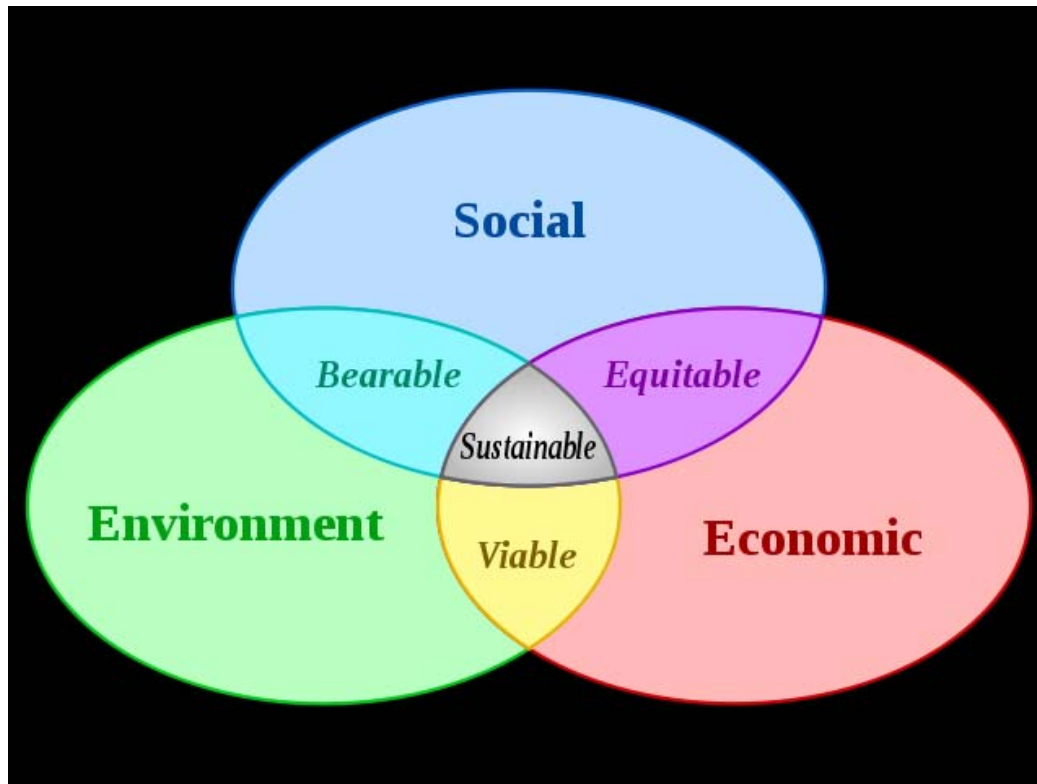 Social
Bearable
Equitable
Sustainable
Environment
Economic
Viable